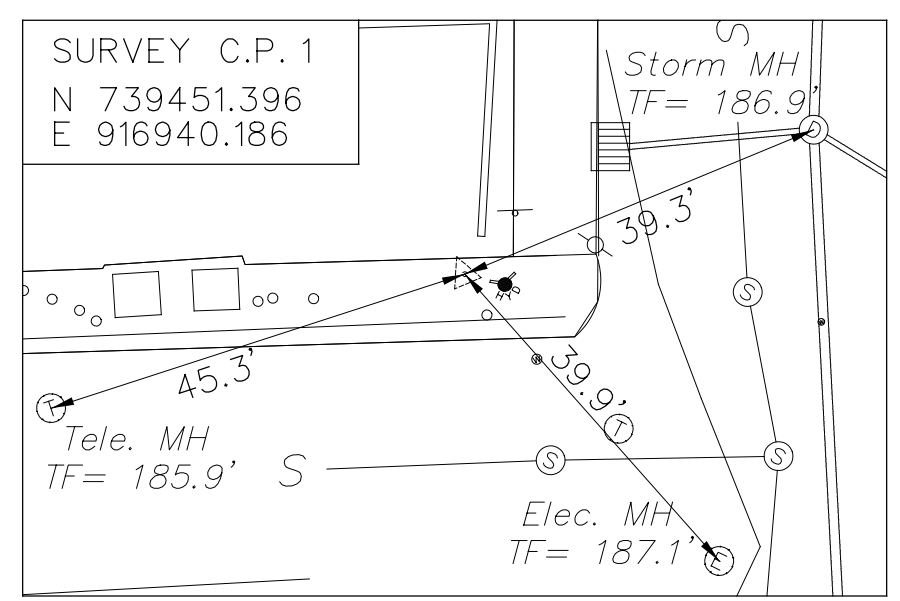 SURVEY C.P. 1
N 739451.396
E 916940.186
S
Storm MH
TF= 186.9'
39.3'
HYD
S
W
45.3'
39.9'
T
T
Tele. MH
TF= 185.9'
S
S
S
Elec. MH
TF= 187.1'
E